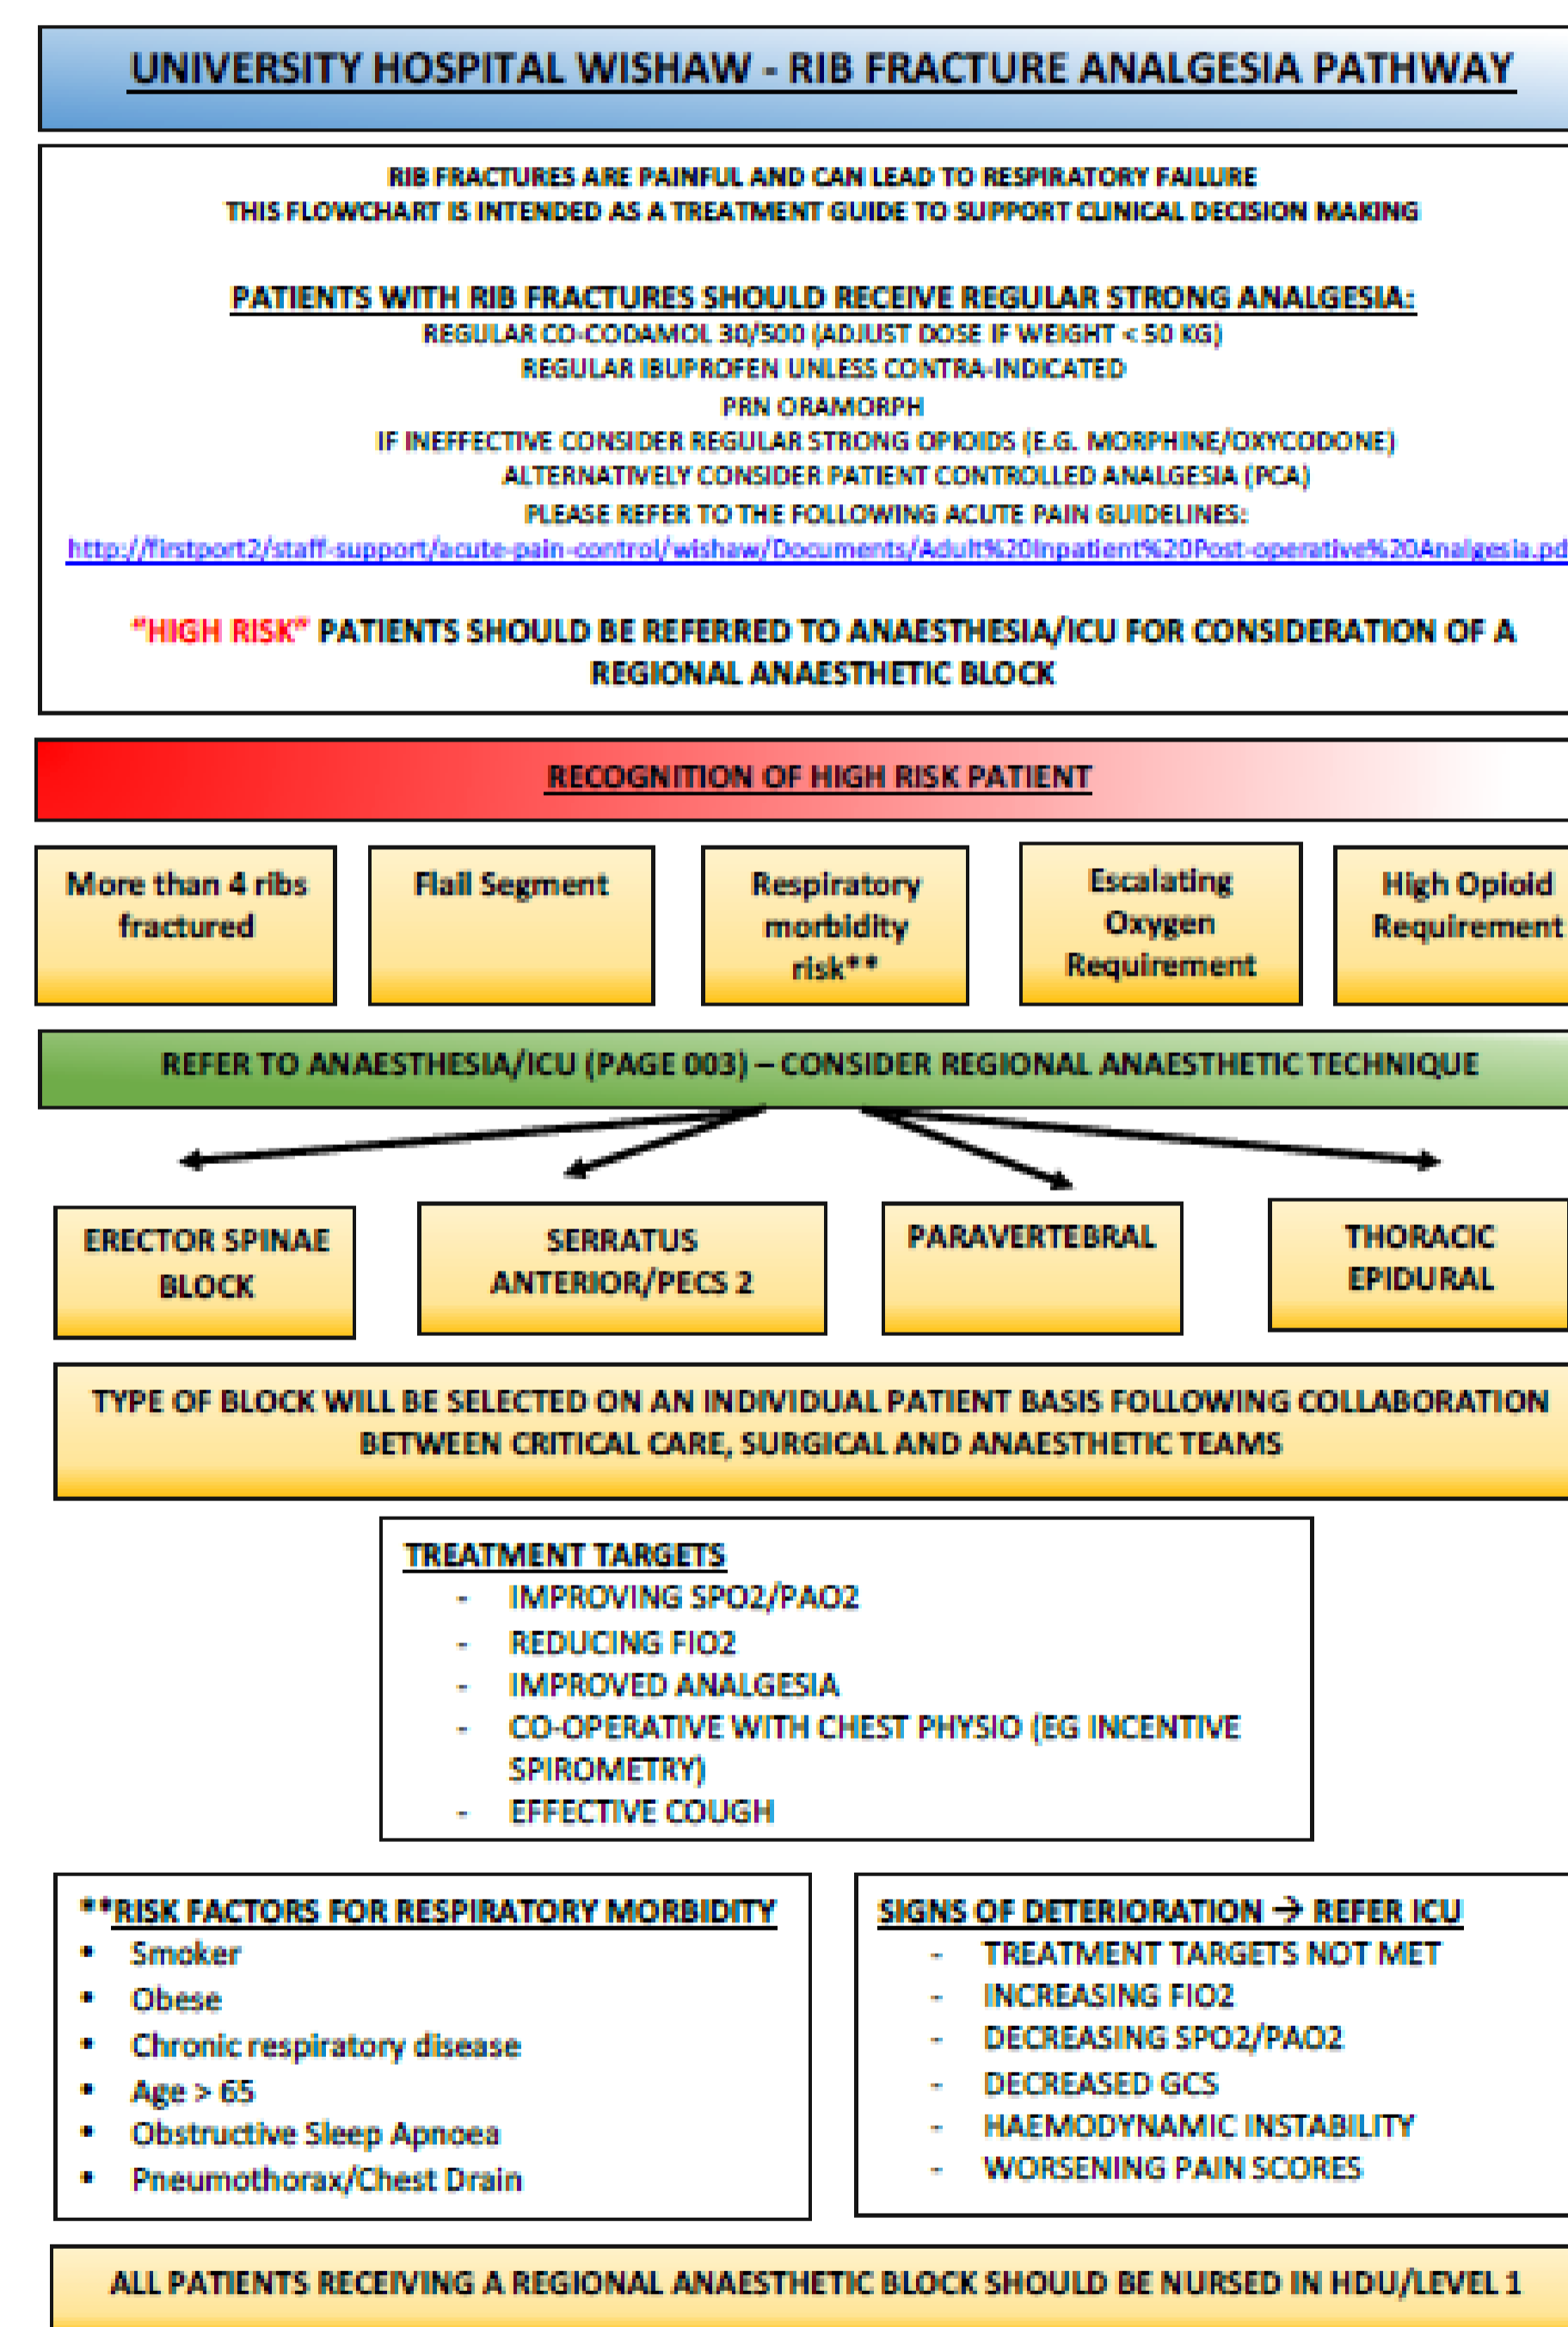 UNIVERSITY HOSPITAL WISHAW - RIB FRACTURE ANALGESIA PATHWAY
RIB FRACTURES ARE PAINFUL AND CAN LEAD TO RESPIRATORY FAILURE
THIS FLOWCHART IS INTENDED AS A TREATMENT GUIDE TO SUPPORT CLINICAL DECISION MAKING
PATIENTS WITH RIB FRACTURES SHOULD RECEIVE REGULAR STRONG ANALGESIA:
REGULAR CO-CODAMOL 30/500 (ADJUST DOSE IF WEIGHT < 50 KG)
REGULAR IBUPROFEN UNLESS CONTRA-INDICATED
PRN ORAMORPH
IF INEFFECTIVE CONSIDER REGULAR STRONG OPIOIDS (E.G. MORPHINE/OXYCODONE)
ALTERNATIVELY CONSIDER PATIENT CONTROLLED ANALGESIA (PCA)
PLEASE REFER TO THE FOLLOWING ACUTE PAIN GUIDELINES:
http://firstport2/staff-support/acute-pain-control/wishaw/Documents/Adult%20Inpatient%20Post-operative%20Analgesia.pd
"HIGH RISK" PATIENTS SHOULD BE REFERRED TO ANAESTHESIA/ICU FOR CONSIDERATION OF A
REGIONAL ANAESTHETIC BLOCK
RECOGNITION OF HIGH RISK PATIENT
More than 4 ribs
fractured
Flail Segment
Respiratory
morbidity
risk**
Escalating
Oxygen
Requirement
High Opioid
Requirement
REFER TO ANAESTHESIA/ICU (PAGE 003) – CONSIDER REGIONAL ANAESTHETIC TECHNIQUE
ERECTOR SPINAE
BLOCK
SERRATUS
ANTERIOR/PECS 2
PARAVERTEBRAL
THORACIC
EPIDURAL
TYPE OF BLOCK WILL BE SELECTED ON AN INDIVIDUAL PATIENT BASIS FOLLOWING COLLABORATION
BETWEEN CRITICAL CARE, SURGICAL AND ANAESTHETIC TEAMS
TREATMENT TARGETS
- IMPROVING SPO2/PAO2
- REDUCING FIO2
- IMPROVED ANALGESIA
- CO-OPERATIVE WITH CHEST PHYSIO (EG INCENTIVE
SPIROMETRY)
- EFFECTIVE COUGH
**RISK FACTORS FOR RESPIRATORY MORBIDITY
• Smoker
• Obese
• Chronic respiratory disease
• Age > 65
• Obstructive Sleep Apnoea
• Pneumothorax/Chest Drain
SIGNS OF DETERIORATION → REFER ICU
- TREATMENT TARGETS NOT MET
- INCREASING FIO2
- DECREASING SPO2/PAO2
- DECREASED GCS
- HAEMODYNAMIC INSTABILITY
- WORSENING PAIN SCORES
ALL PATIENTS RECEIVING A REGIONAL ANAESTHETIC BLOCK SHOULD BE NURSED IN HDU/LEVEL 1